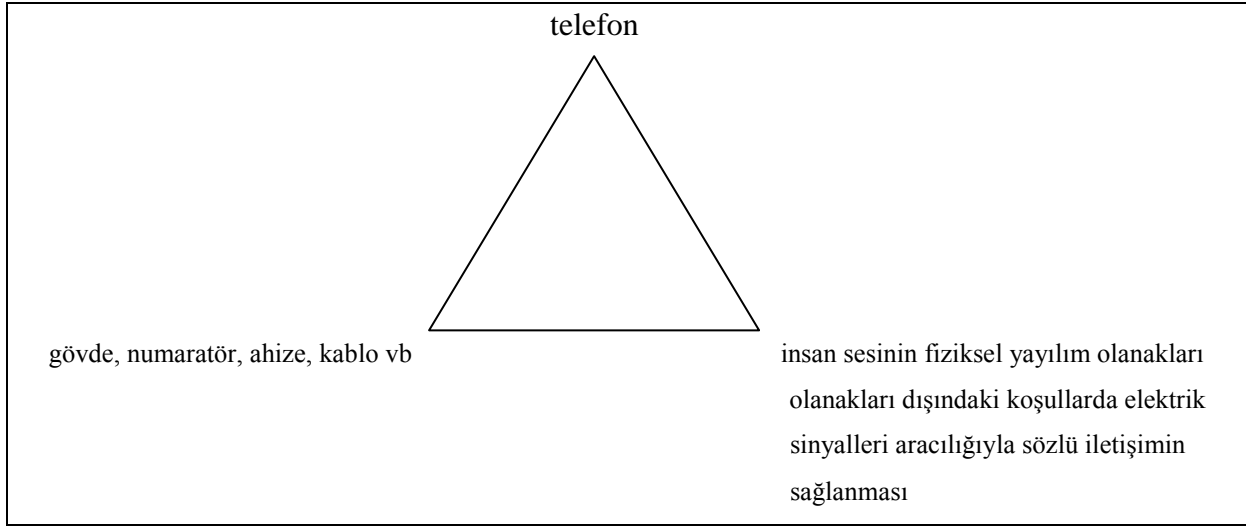 telefon
gövde, numaratör, ahize, kablo vb
insan sesinin fiziksel yayılım olanakları
olanakları dışındaki koşullarda elektrik
sinyalleri aracılığıyla sözlü iletişimin
sağlanması